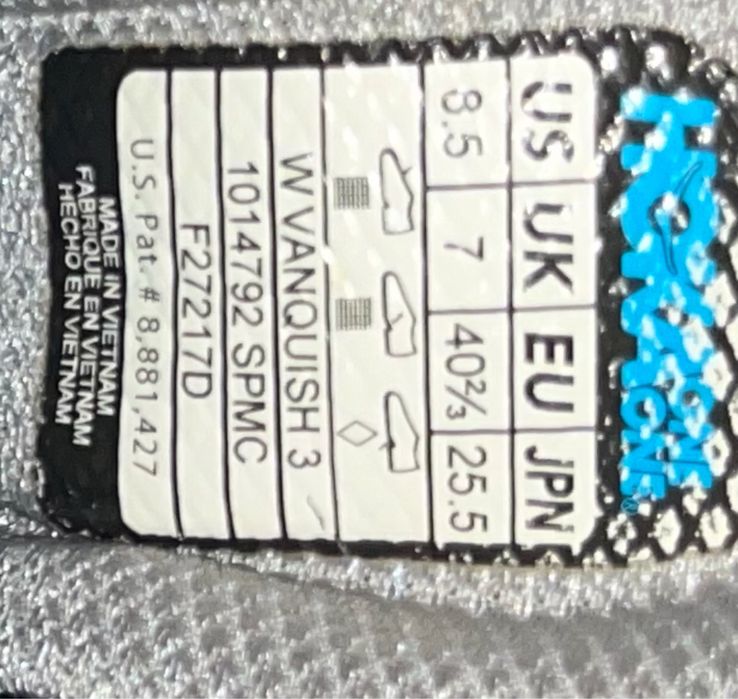 HOKA ONE ONE®
US UK EU JPN
8.5 7 40⅔ 25.5
W VANQUISH 3
1014792 SPMC
F27217D
U.S. Pat. # 8,881,427
MADE IN VIETNAM
FABRIQUE EN VIETNAM
HECHO EN VIETNAM